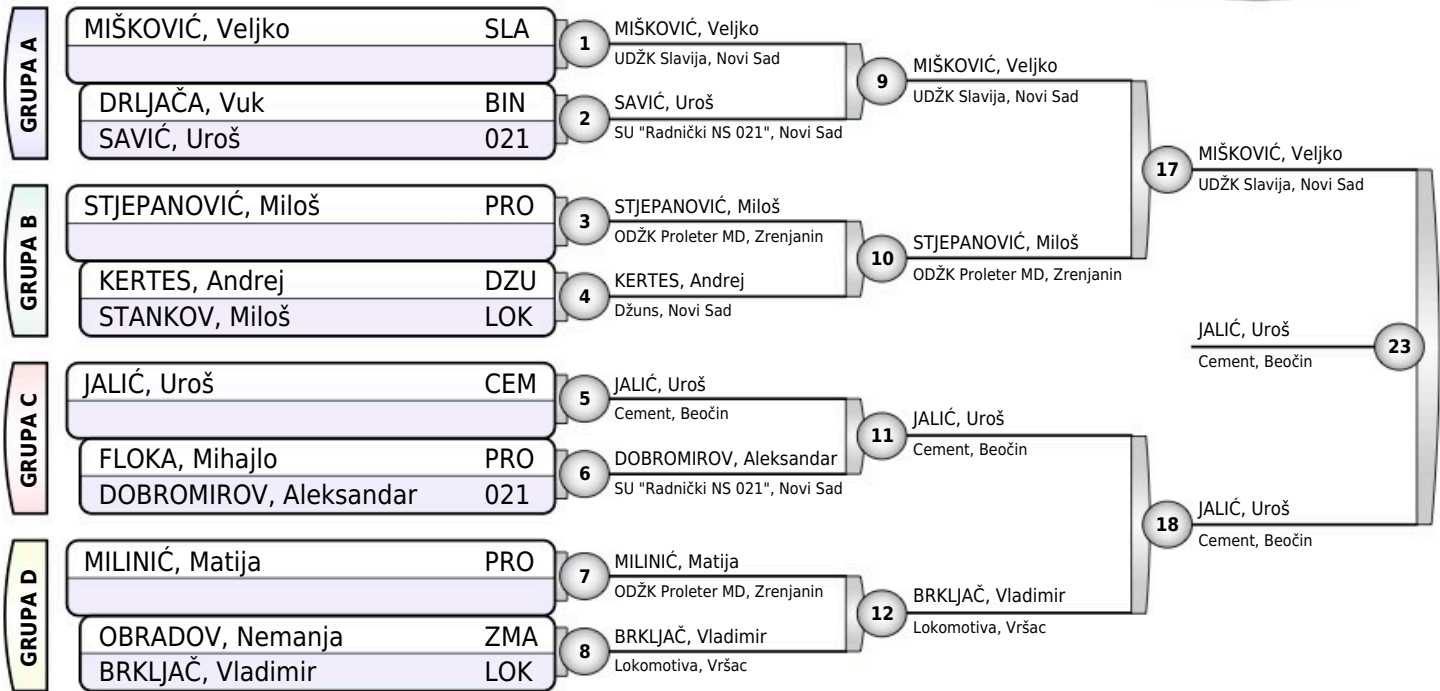 GRUPA A
MIŠKOVIĆ, Veljko SLA
DRLJAČA, Vuk BIN
SAVIĆ, Uroš 021
GRUPA B
STJEPANOVIĆ, Miloš PRO
KERTES, Andrej DZU
STANKOV, Miloš LOK
GRUPA C
JALIĆ, Uroš CEM
FLOKA, Mihajlo PRO
DOBROMIROV, Aleksandar 021
GRUPA D
MILINIĆ, Matija PRO
OBRADOV, Nemanja ZMA
BRKLJAČ, Vladimir LOK
1
MIŠKOVIĆ, Veljko
UDŽK Slavija, Novi Sad
2
SAVIĆ, Uroš
SU "Radnički NS 021", Novi Sad
3
STJEPANOVIĆ, Miloš
ODŽK Proleter MD, Zrenjanin
4
KERTES, Andrej
Džuns, Novi Sad
5
JALIĆ, Uroš
Cement, Beočin
6
DOBROMIROV, Aleksandar
SU "Radnički NS 021", Novi Sad
7
MILINIĆ, Matija
ODŽK Proleter MD, Zrenjanin
8
BRKLJAČ, Vladimir
Lokomotiva, Vršac
9
MIŠKOVIĆ, Veljko
UDŽK Slavija, Novi Sad
10
STJEPANOVIĆ, Miloš
ODŽK Proleter MD, Zrenjanin
11
JALIĆ, Uroš
Cement, Beočin
12
BRKLJAČ, Vladimir
Lokomotiva, Vršac
17
MIŠKOVIĆ, Veljko
UDŽK Slavija, Novi Sad
18
JALIĆ, Uroš
Cement, Beočin
JALIĆ, Uroš
Cement, Beočin
23